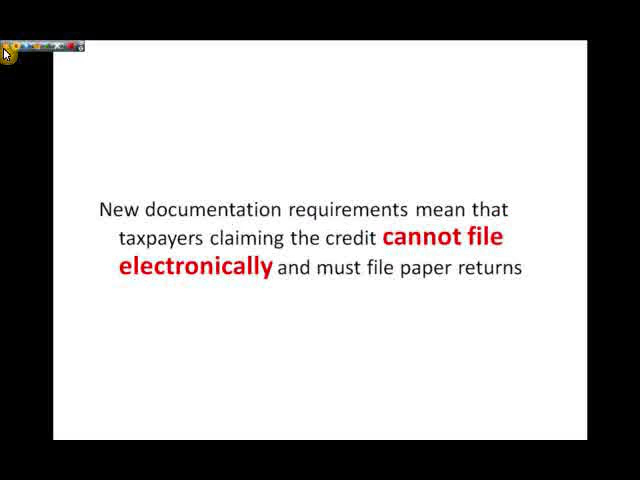 New documentation requirements mean that
taxpayers claiming the credit cannot file
electronically and must file paper returns